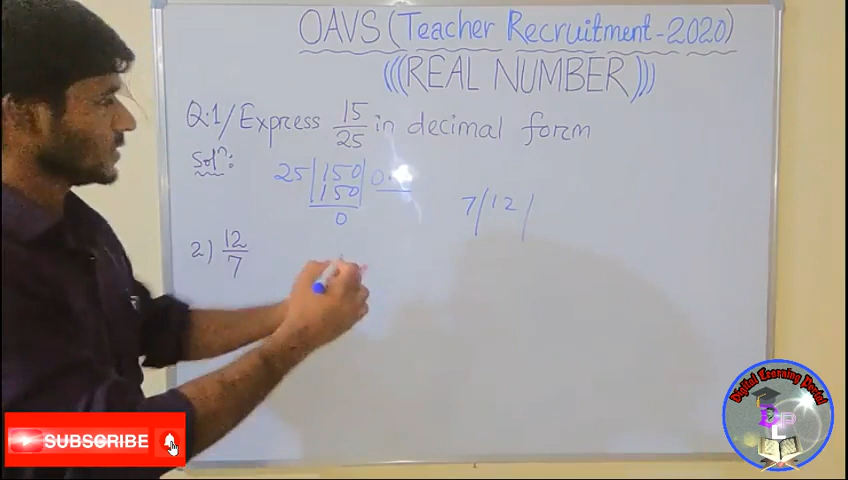 OAVS (Teacher Recruitment-2020)
(((REAL NUMBER)))
Q.1/ Express 15/25 in decimal form
Solⁿ:
25 | 150 | 0.
150
0
7/12/
2) 12/7
SUBSCRIBE
Digital Learning Portal